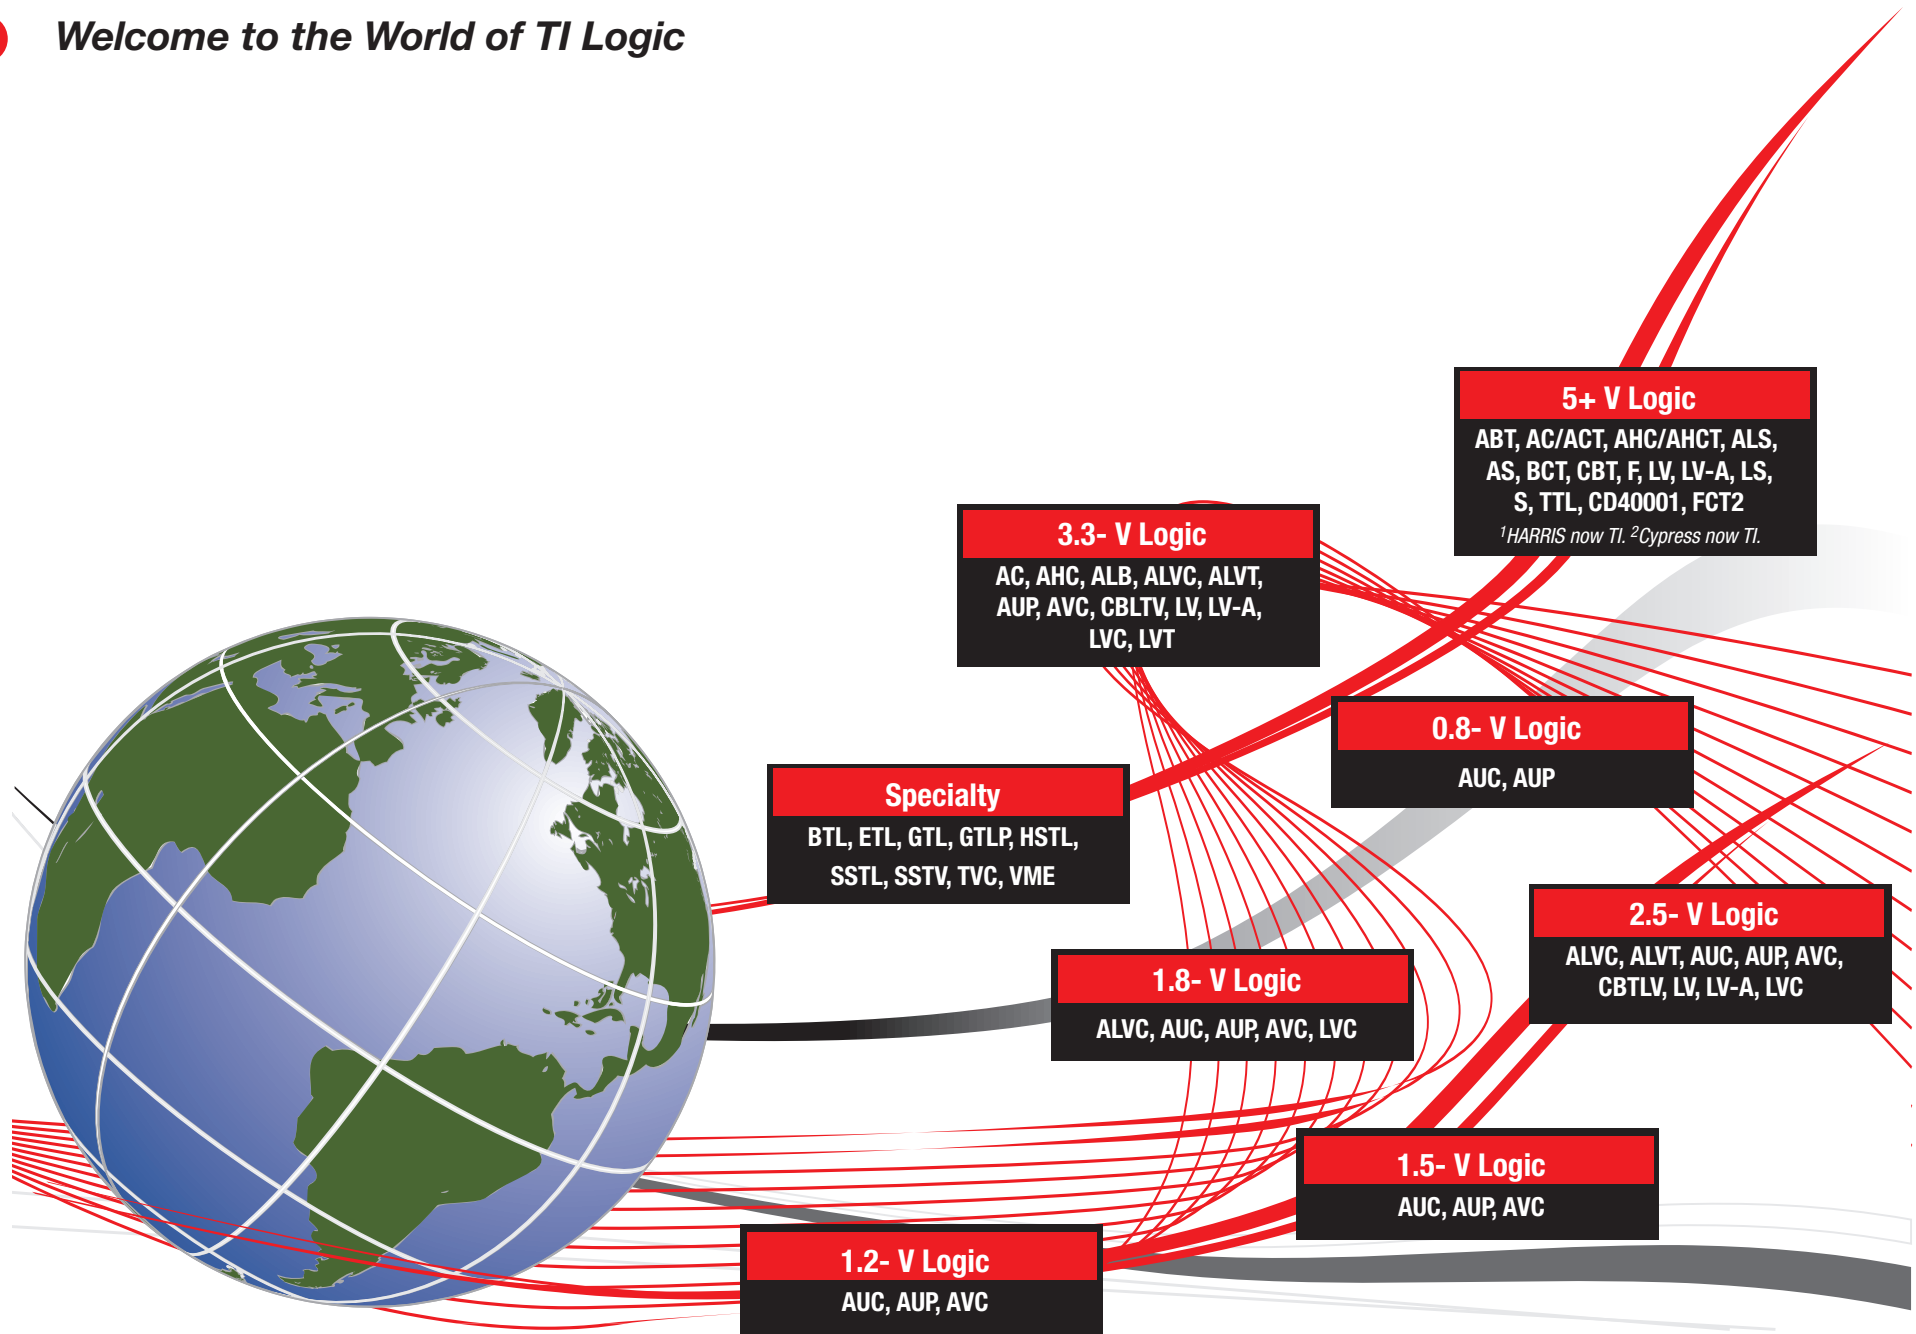 Welcome to the World of TI Logic
5+ V Logic
ABT, AC/ACT, AHC/AHCT, ALS,
AS, BCT, CBT, F, LV, LV-A, LS,
S, TTL, CD40001, FCT2
1HARRIS now TI. 2Cypress now TI.
3.3- V Logic
AC, AHC, ALB, ALVC, ALVT,
AUP, AVC, CBLTV, LV, LV-A,
LVC, LVT
0.8- V Logic
AUC, AUP
Specialty
BTL, ETL, GTL, GTLP, HSTL,
SSTL, SSTV, TVC, VME
2.5- V Logic
ALVC, ALVT, AUC, AUP, AVC,
CBTLV, LV, LV-A, LVC
1.8- V Logic
ALVC, AUC, AUP, AVC, LVC
1.5- V Logic
AUC, AUP, AVC
1.2- V Logic
AUC, AUP, AVC